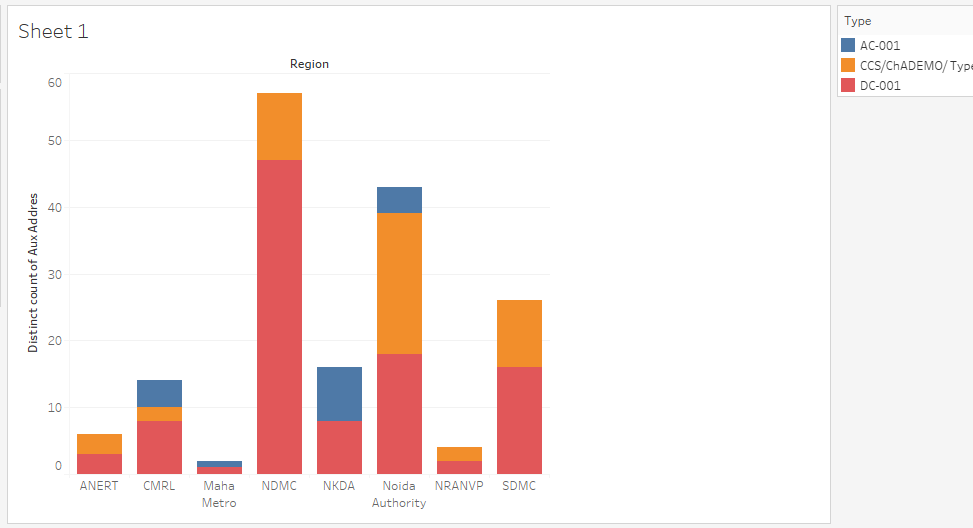 Sheet 1
Region
60
50
40
30
20
10
0
Distinct count of Aux Addres
ANERT
CMRL
Maha
Metro
NDMC
NKDA
Noida
Authority
NRANVP
SDMC
Type
AC-001
CCS/ChADEMO/ Type
DC-001